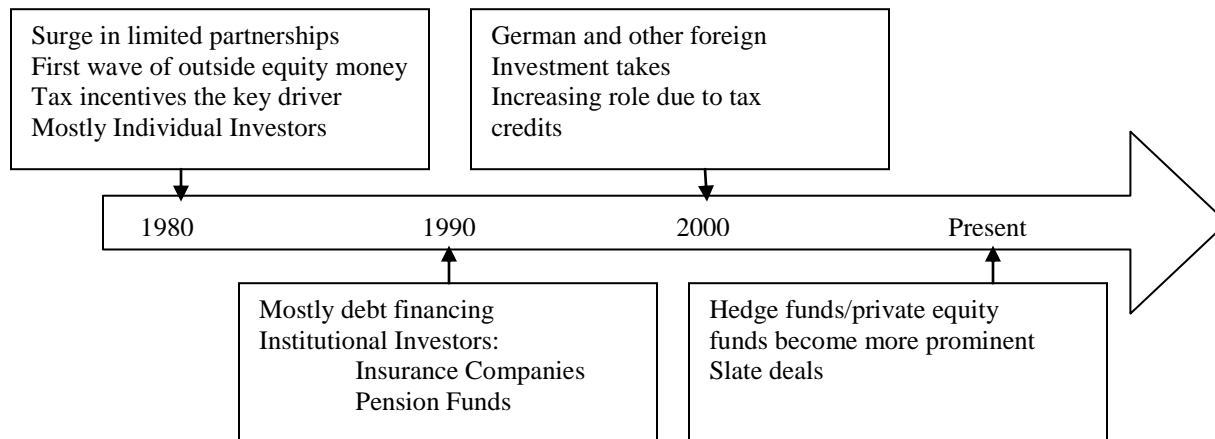 Surge in limited partnerships
First wave of outside equity money
Tax incentives the key driver
Mostly Individual Investors
German and other foreign
Investment takes
Increasing role due to tax
credits
1980 1990 2000 Present
Mostly debt financing
Institutional Investors:
Insurance Companies
Pension Funds
Hedge funds/private equity
funds become more prominent
Slate deals